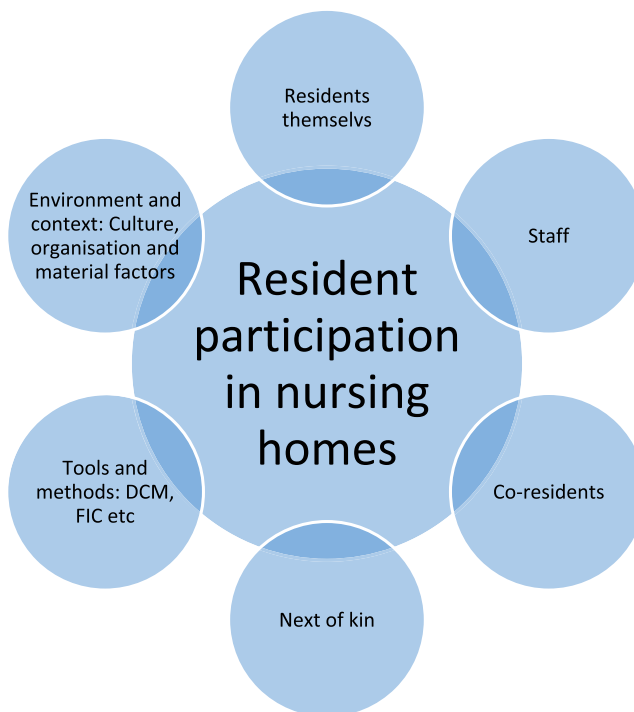 Residents
themselvs
Environment and
context: Culture,
organisation and
material factors
Staff
Resident
participation
in nursing
homes
Tools and
methods: DCM,
FIC etc
Co-residents
Next of kin